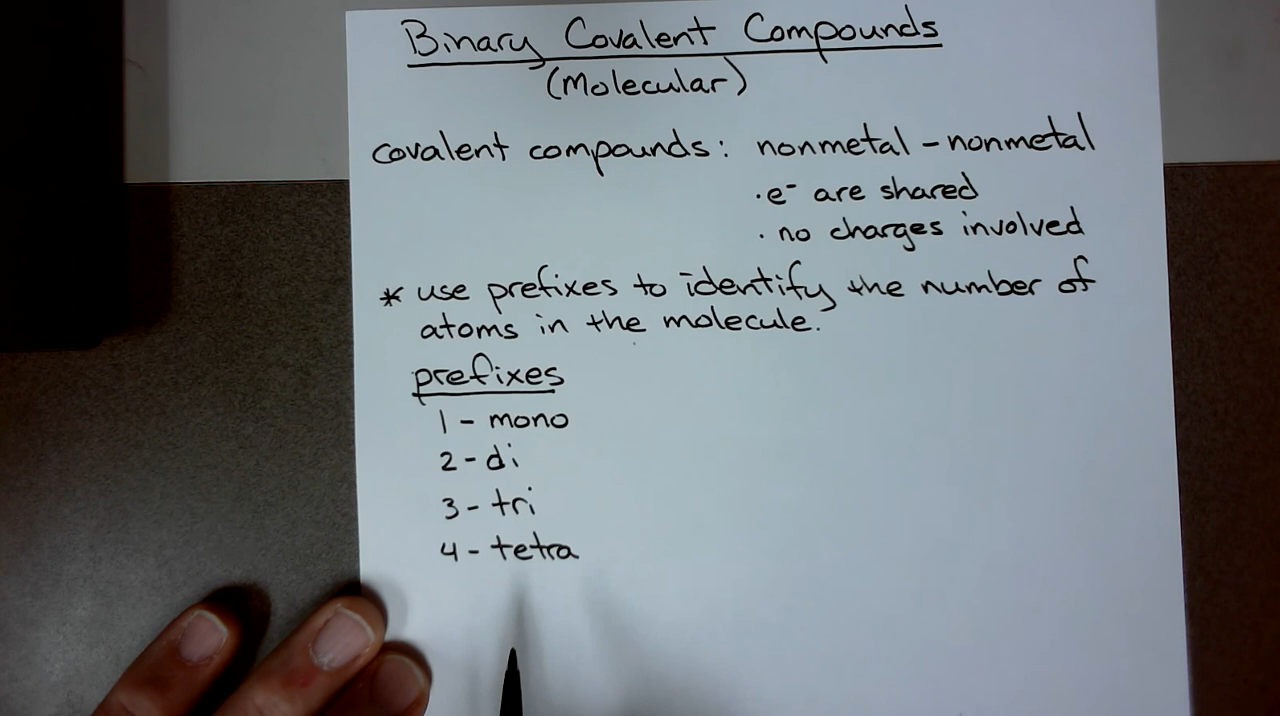 Binary Covalent Compounds
(Molecular)
covalent compounds: nonmetal - nonmetal
• e⁻ are shared
• no charges involved
* use prefixes to identify the number of
atoms in the molecule.
prefixes
1 - mono
2 - di
3 - tri
4 - tetra